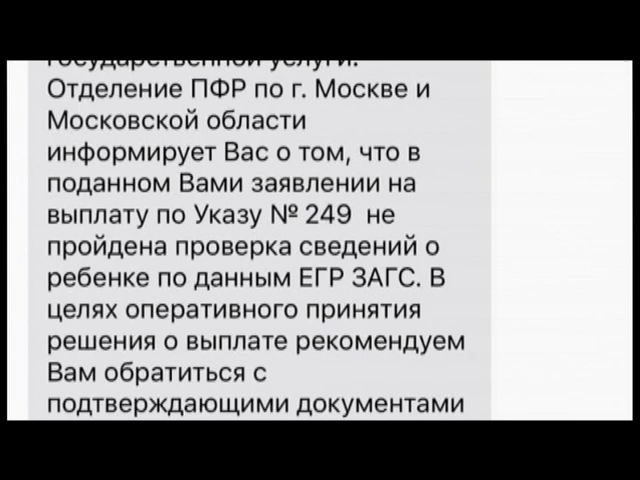 государственной услуги.
Отделение ПФР по г. Москве и
Московской области
информирует Вас о том, что в
поданном Вами заявлении на
выплату по Указу № 249 не
пройдена проверка сведений о
ребенке по данным ЕГР ЗАГС. В
целях оперативного принятия
решения о выплате рекомендуем
Вам обратиться с
подтверждающими документами